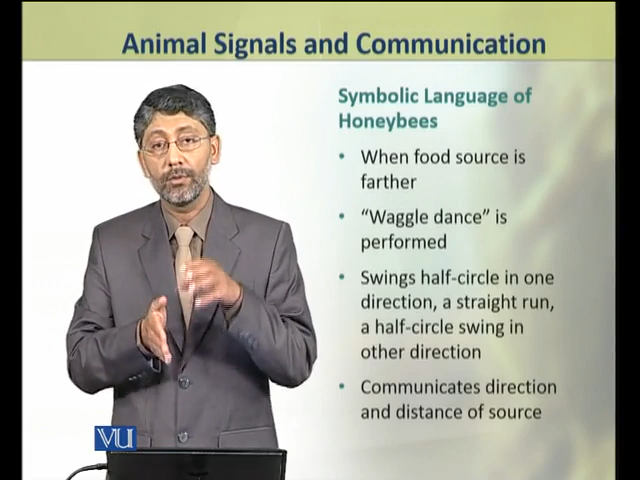 Animal Signals and Communication
Symbolic Language of
Honeybees
• When food source is
farther
• “Waggle dance” is
performed
• Swings half-circle in one
direction, a straight run,
a half-circle swing in
other direction
• Communicates direction
and distance of source
VU